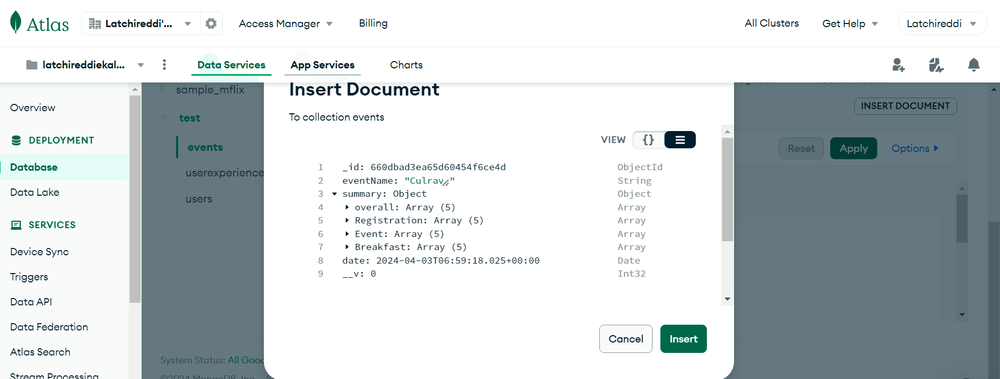 Atlas
Latchireddi'...
Access Manager
Billing
All Clusters
Get Help
Latchireddi
latchireddiekal...
Data Services
App Services
Charts
Overview
DEPLOYMENT
Database
Data Lake
SERVICES
Device Sync
Triggers
Data API
Data Federation
Atlas Search
Stream Processing
sample_mflix
test
events
userexperience
users
System Status: All Good
©2024 MongoDB, Inc.
Insert Document
To collection events
VIEW {}
1 _id: 660dbad3ea65d60454f6ce4d ObjectId
2 eventName: "Culrav" String
3 summary: Object Object
4 overall: Array (5) Array
5 Registration: Array (5) Array
6 Event: Array (5) Array
7 Breakfast: Array (5) Array
8 date: 2024-04-03T06:59:18.025+00:00 Date
9 __v: 0 Int32
Cancel
Insert
INSERT DOCUMENT
Reset
Apply
Options